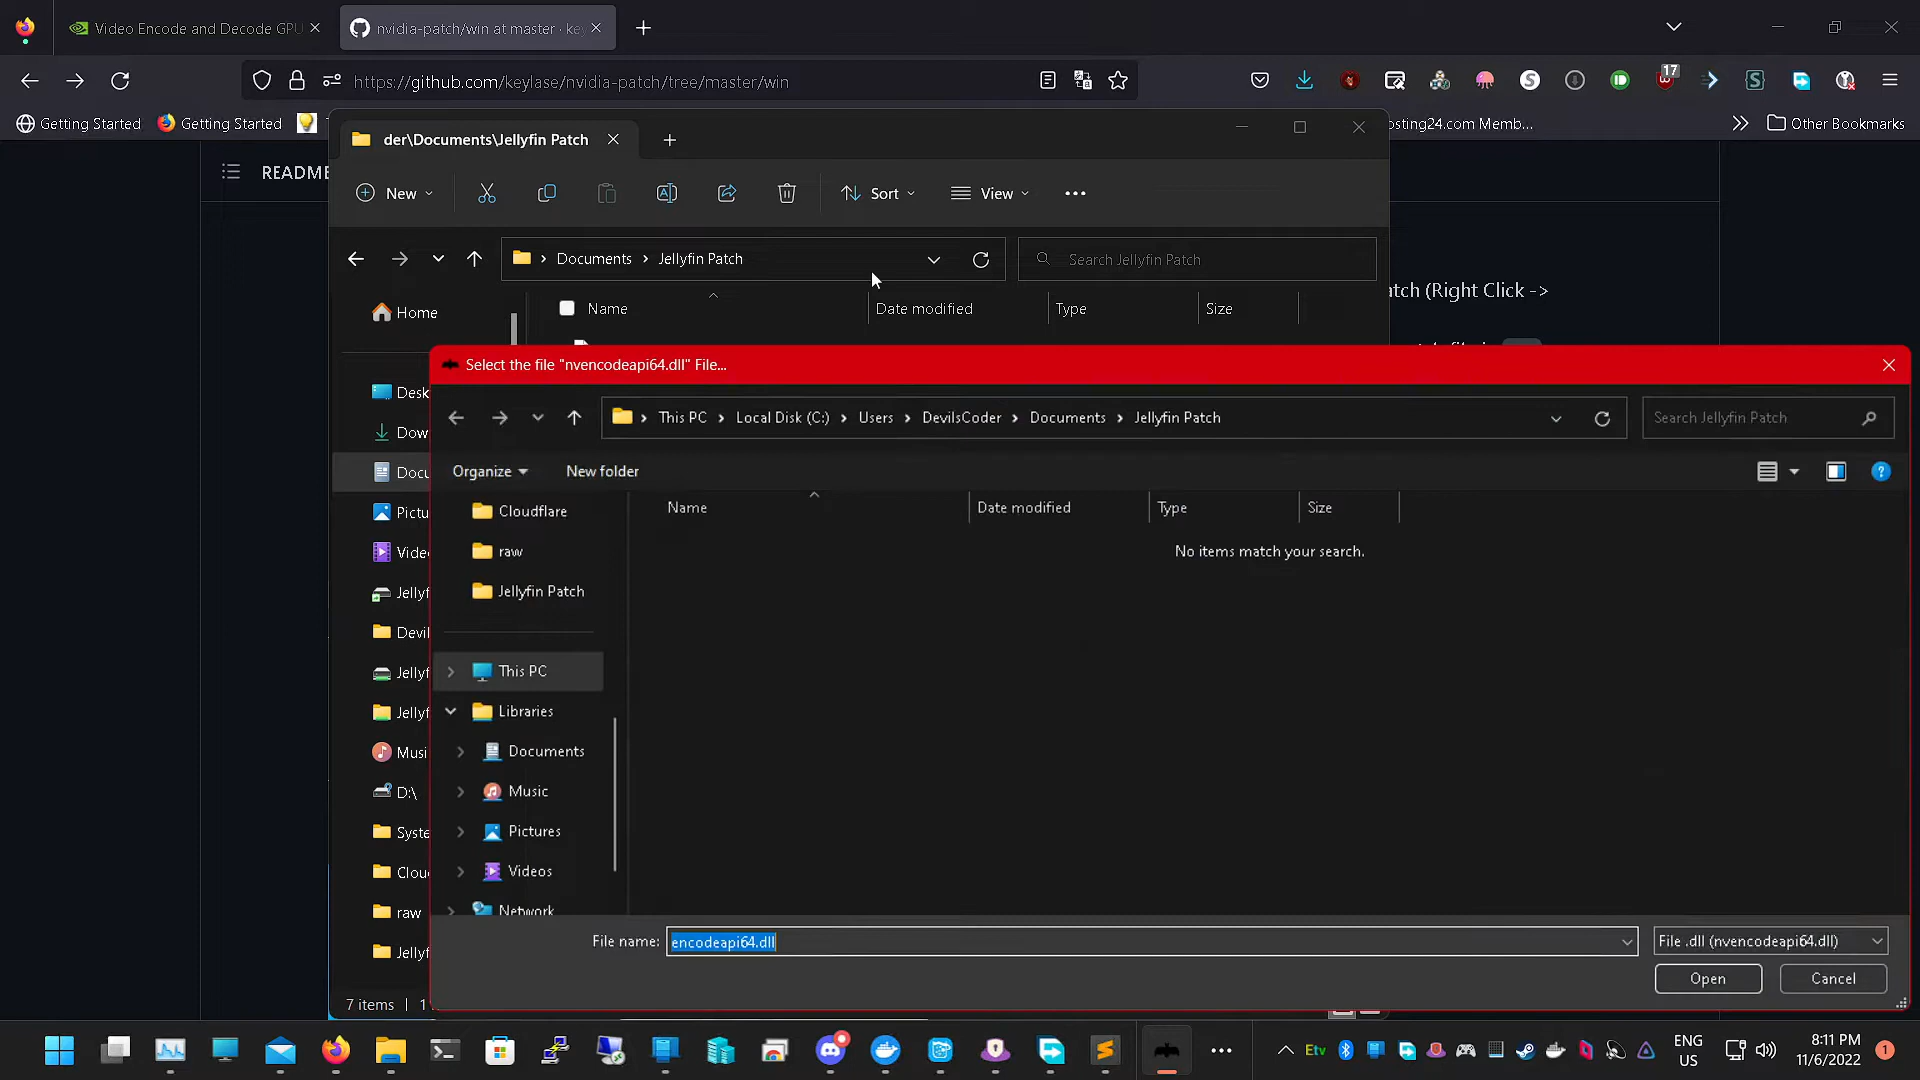 Video Encode and Decode GPU
nvidia-patch/win at master · key
https://github.com/keylase/nvidia-patch/tree/master/win
17
Getting Started
Getting Started
osting24.com Memb...
Other Bookmarks
README
der\Documents\Jellyfin Patch
New
Sort
View
Documents
Jellyfin Patch
Search Jellyfin Patch
atch (Right Click ->
Home
Name
Date modified
Type
Size
Select the file "nvencodeapi64.dll" File...
Desk
Dow
Docu
Pictu
Video
Jellyf
Devil
Jellyf
Jellyf
Musi
D:\
Syste
Clou
raw
Jellyf
This PC
Local Disk (C:)
Users
DevilsCoder
Documents
Jellyfin Patch
Search Jellyfin Patch
Organize
New folder
Cloudflare
raw
Jellyfin Patch
This PC
Libraries
Documents
Music
Pictures
Videos
Network
Name
Date modified
Type
Size
No items match your search.
File name:
encodeapi64.dll
File .dll (nvencodeapi64.dll)
Open
Cancel
7 items
1
Etv
ENG
US
8:11 PM
11/6/2022
1